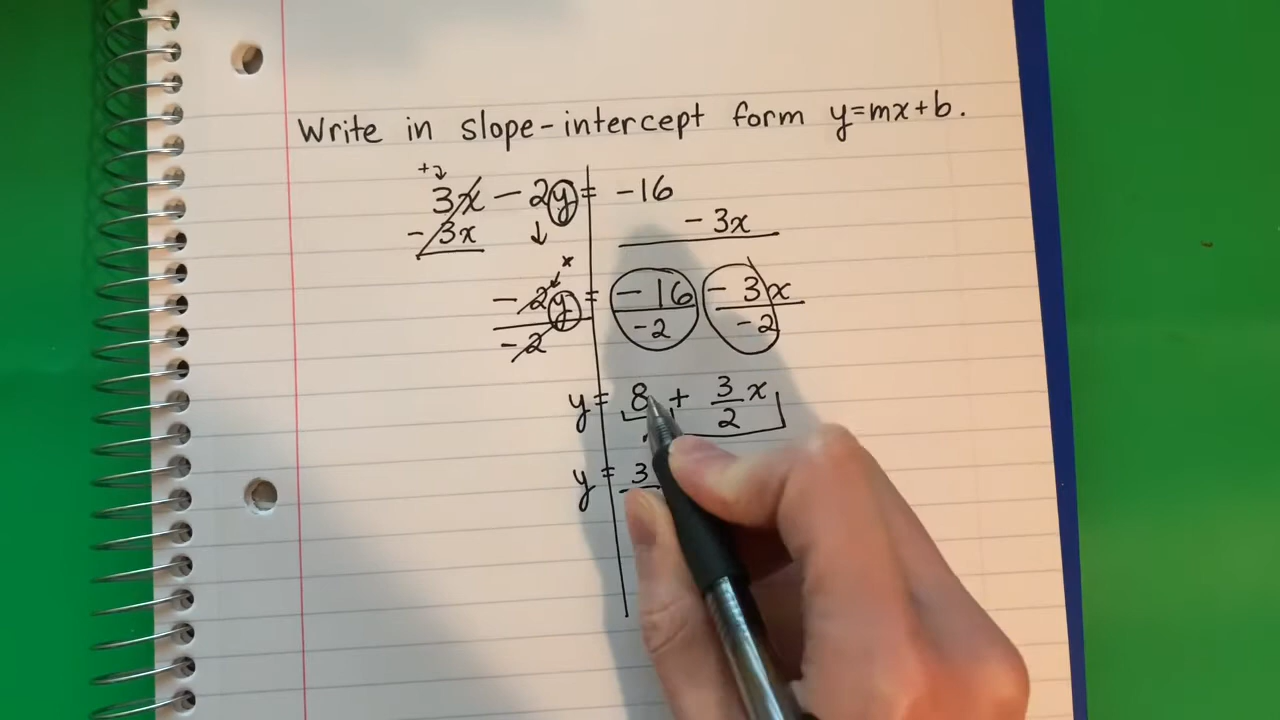 Write in slope-intercept form y=mx+b.
+
3x - 2y = -16
- 3x - 3x
x
-2y = -16 - 3x
-2 -2 -2
y = 8 + 3/2 x
y = 3